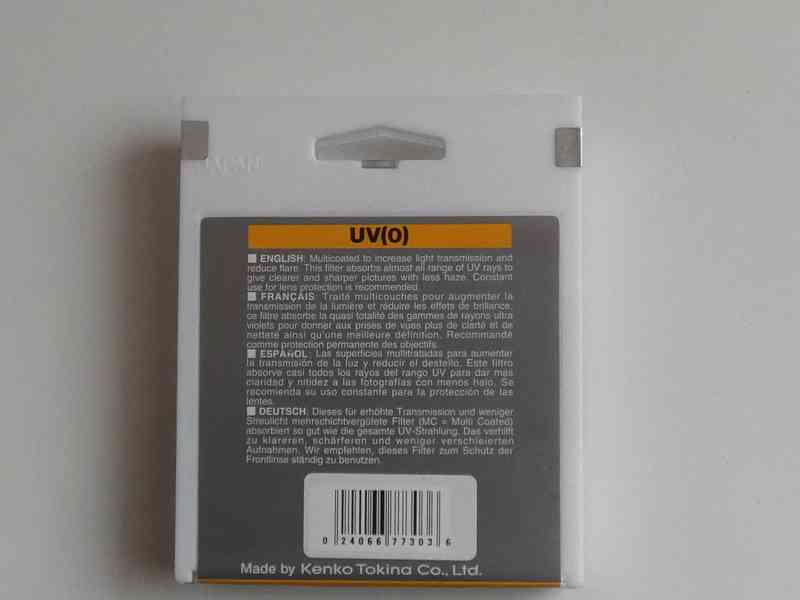 JAPAN
UV(0)
ENGLISH: Multicoated to increase light transmission and
reduce flare. This filter absorbs almost all range of UV rays to
give clearer and sharper pictures with less haze. Constant
use for lens protection is recommended.
FRANÇAIS: Traité multicouches pour augmenter la
transmission de la lumière et réduire les effets de brillance,
ce filtre absorbe la quasi totalité des gammes de rayons ultra
violets pour donner aux prises de vues plus de clarté et de
netteté ainsi qu'une meilleure définition. Recommandé
comme protection permanente des objectifs.
ESPAÑOL: Las superficies multitratadas para aumentar
la transmisión de la luz y reducir el destello. Este filtro
absorve casi todos los rayos del rango UV para dar mas
claridad y nitidez a las fotografías con menos halo. Se
recomienda su uso constante para la protección de las
lentes.
DEUTSCH: Dieses für erhöhte Transmission und weniger
Streulicht mehrschichtvergütete Filter (MC = Multi Coated)
absorbiert so gut wie die gesamte UV-Strahlung. Das verhilft
zu klareren, schärferen und weniger verschleierten
Aufnahmen. Wir empfehlen, dieses Filter zum Schutz der
Frontlinse ständig zu benutzen.
0 24066 77303 6
Made by Kenko Tokina Co., Ltd.